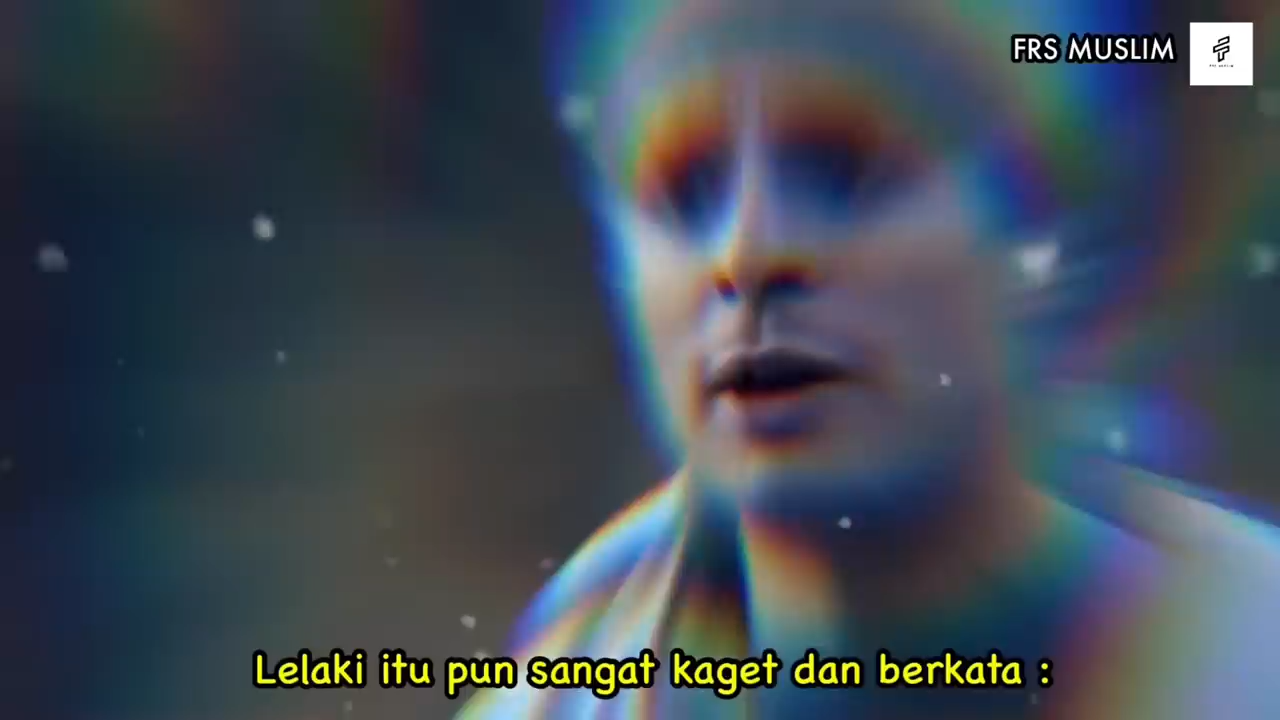 FRS MUSLIM
Lelaki itu pun sangat kaget dan berkata :